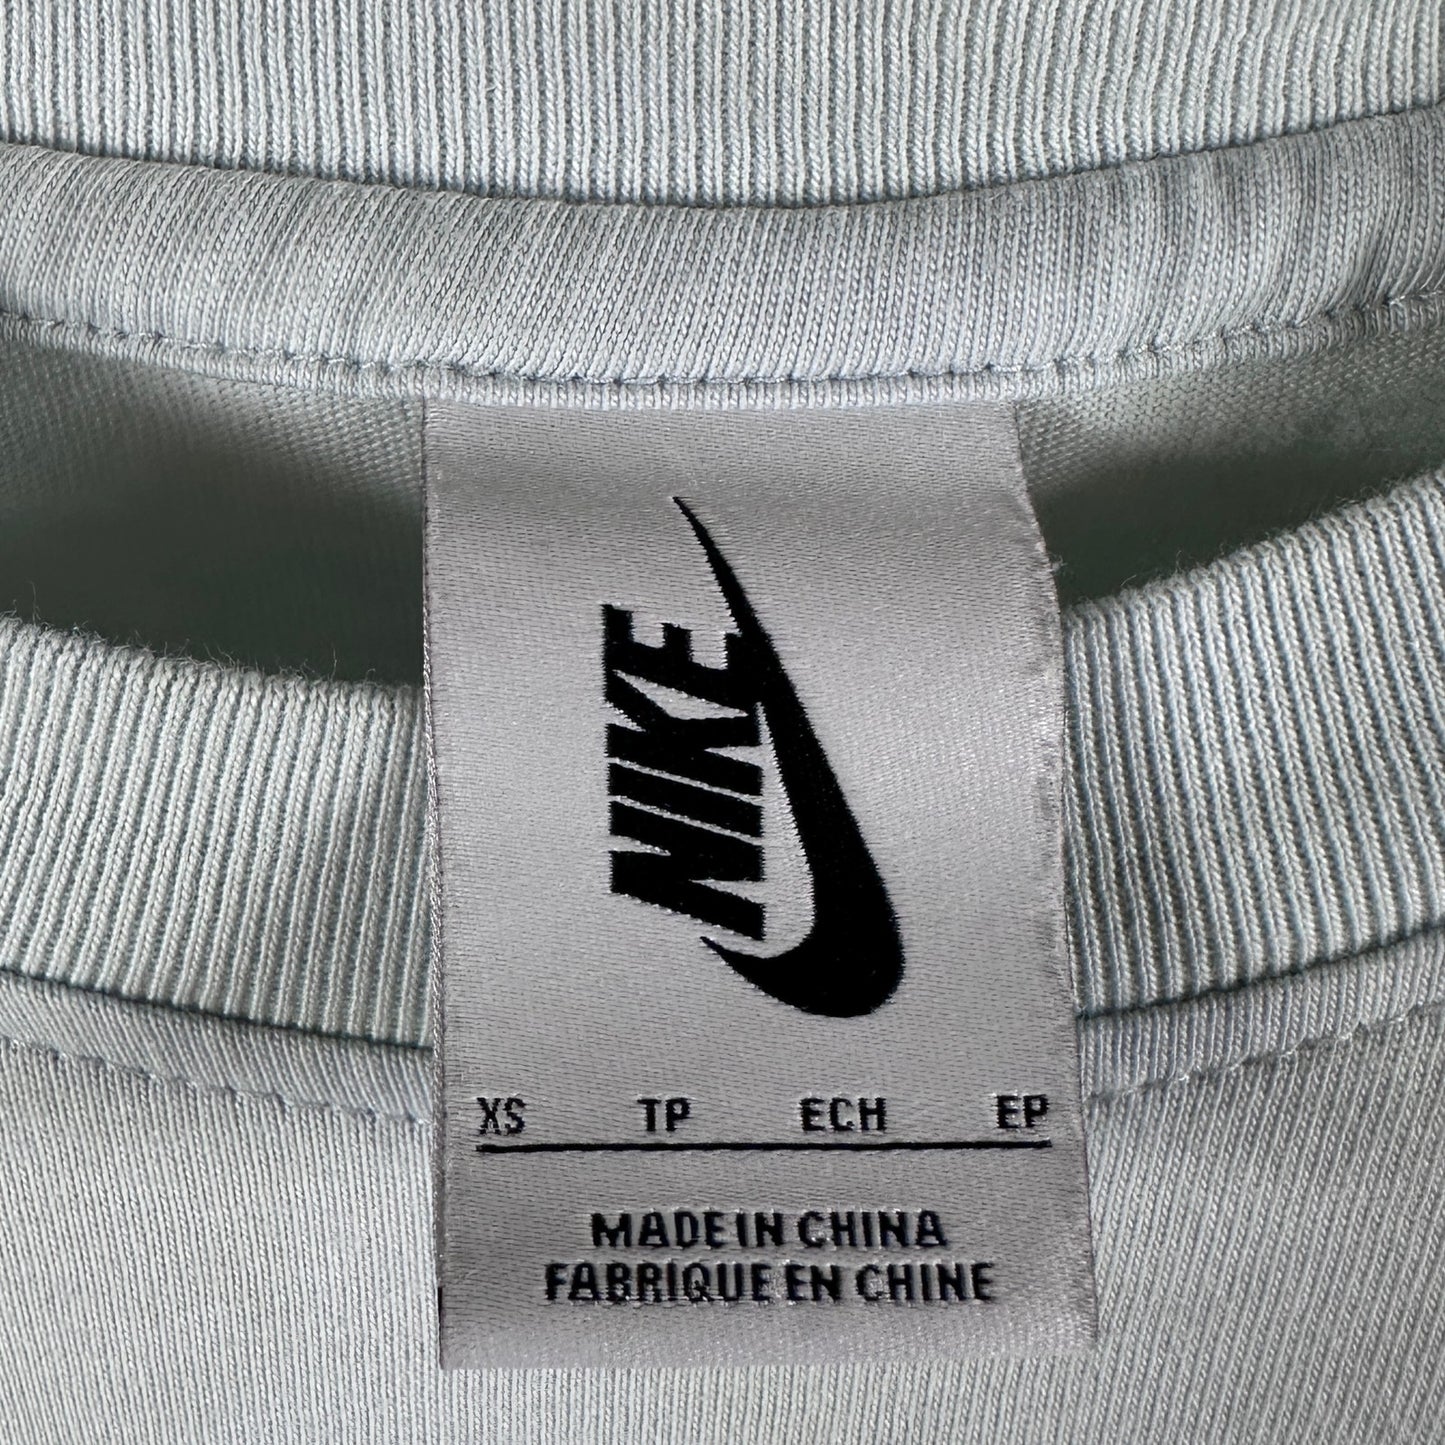 NIKE
XS TP ECH EP
MADE IN CHINA
FABRIQUE EN CHINE